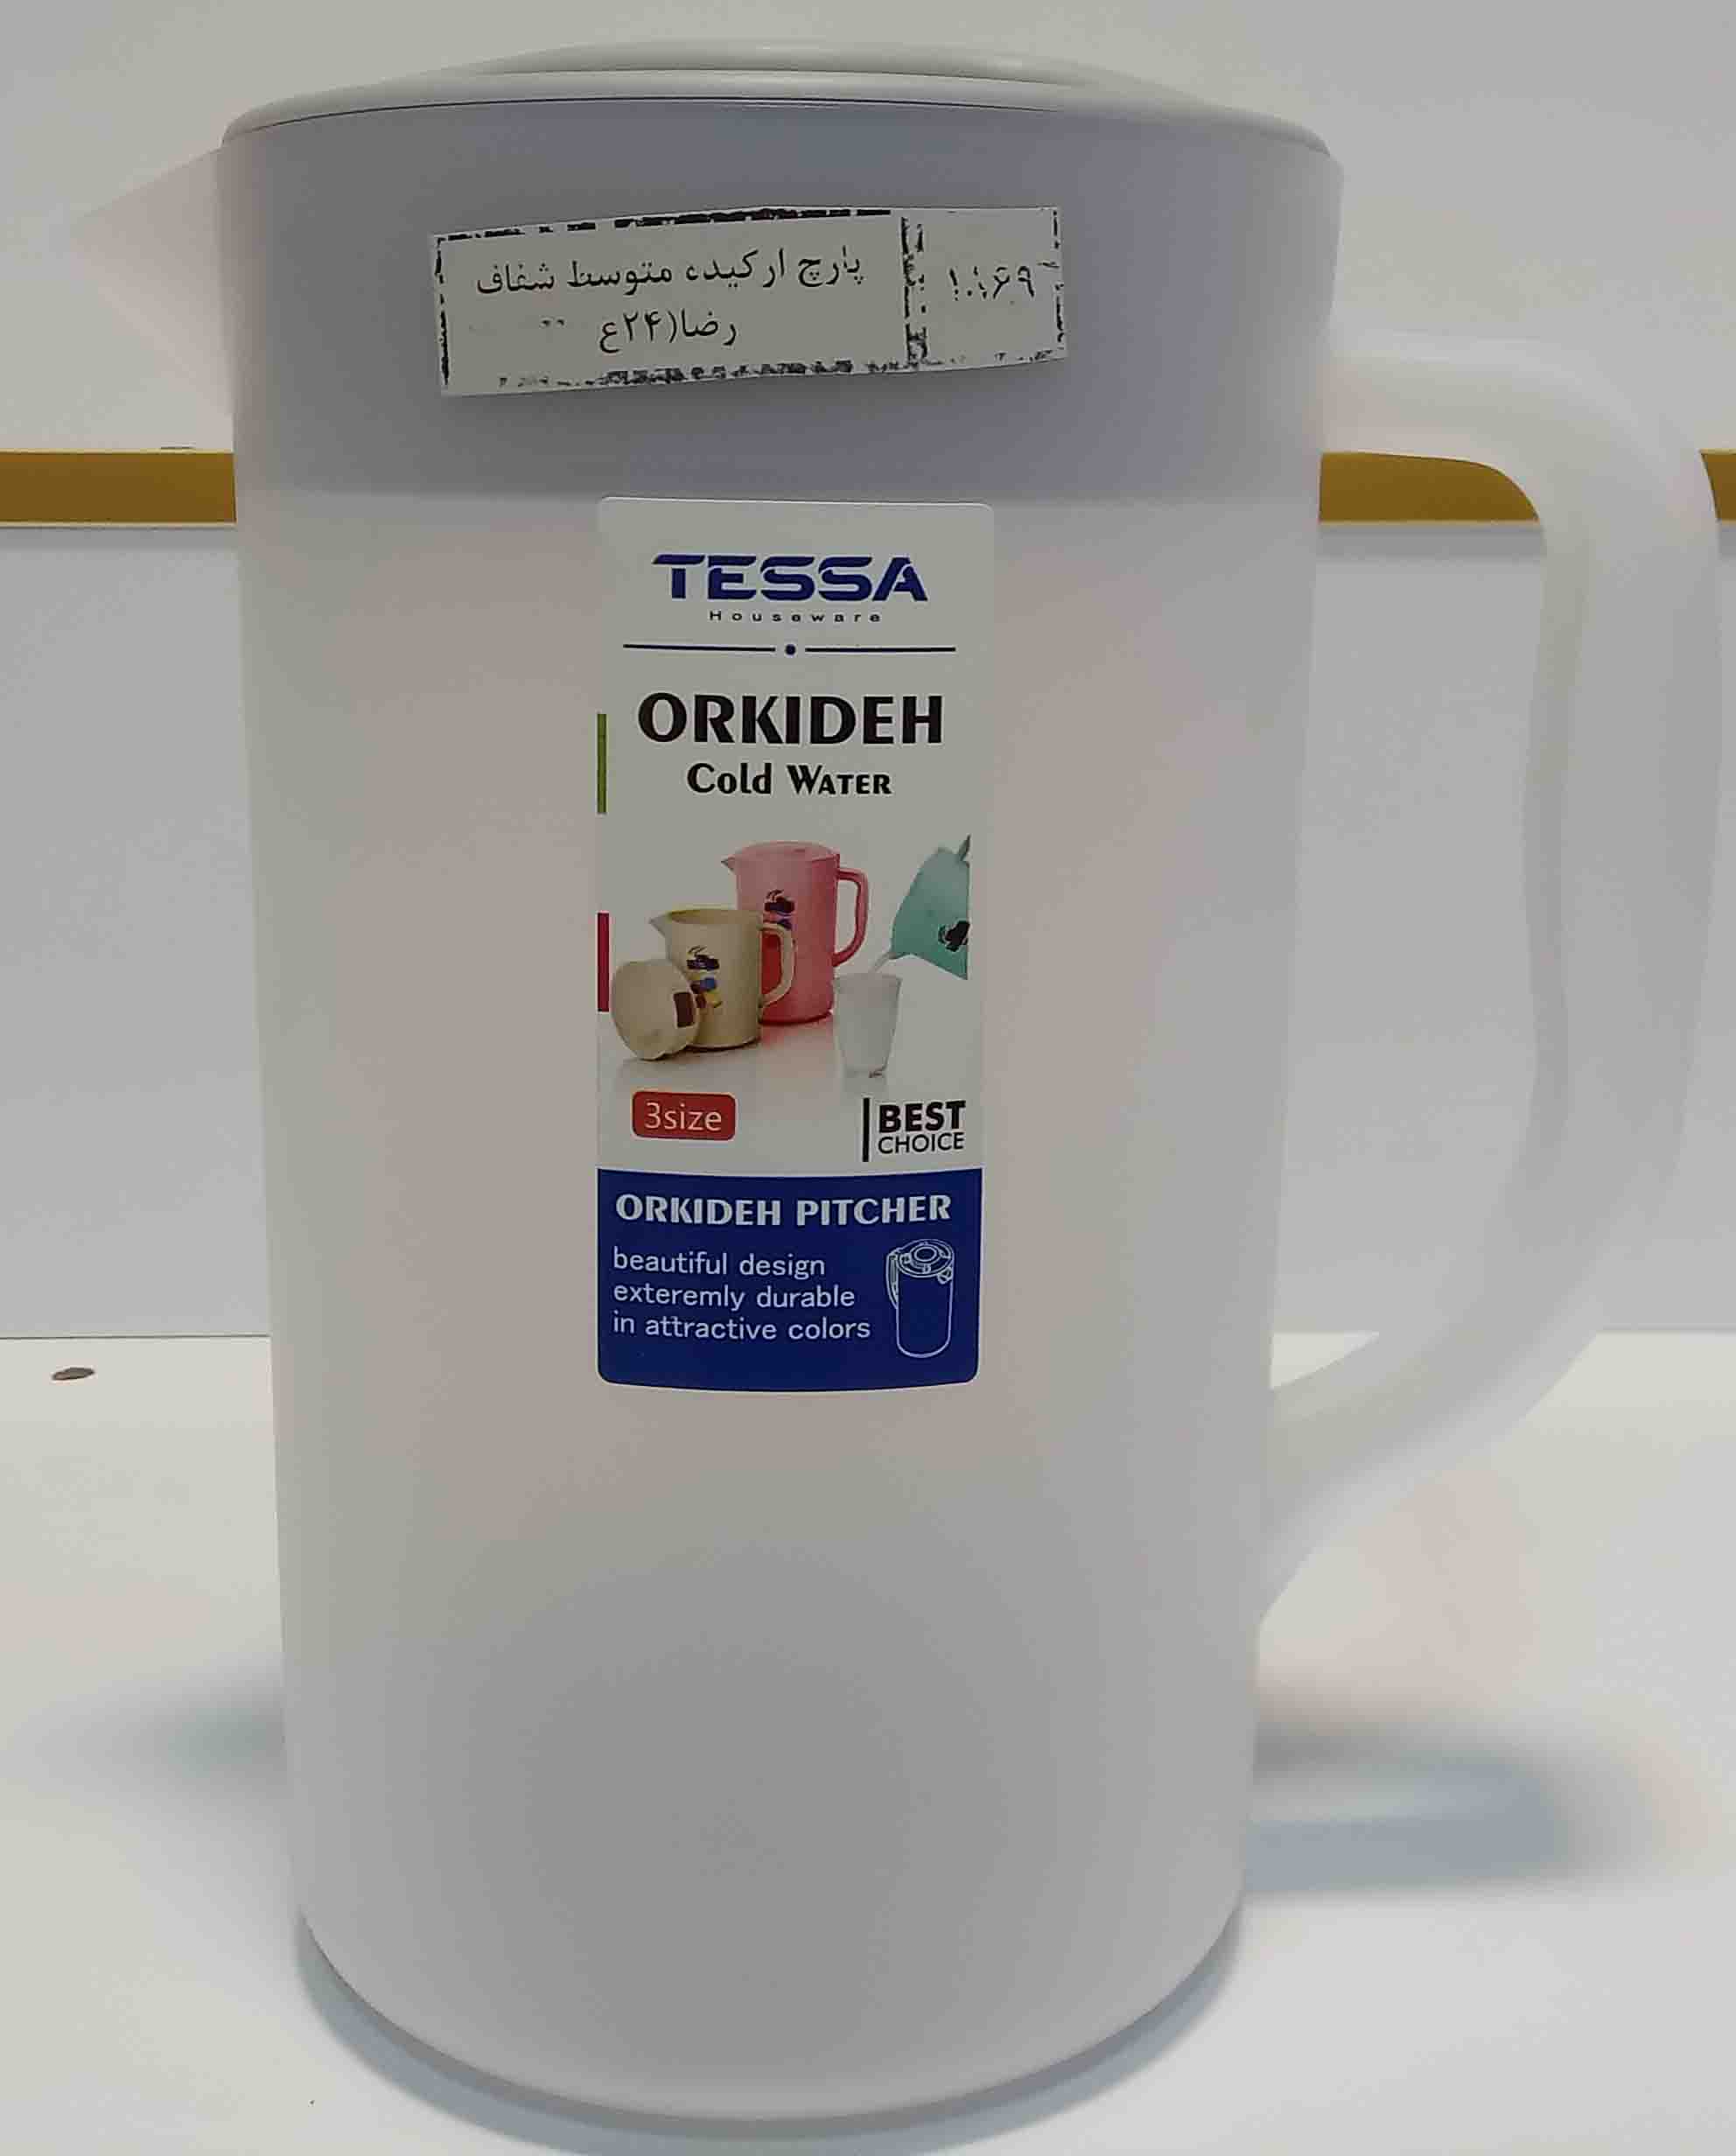 پارچ ارکیده متوسط شفاف
رضا(۲۴ع
TESSA
Houseware
ORKIDEH
Cold WATER
3size
BEST
CHOICE
ORKIDEH PITCHER
beautiful design
exteremly durable
in attractive colors